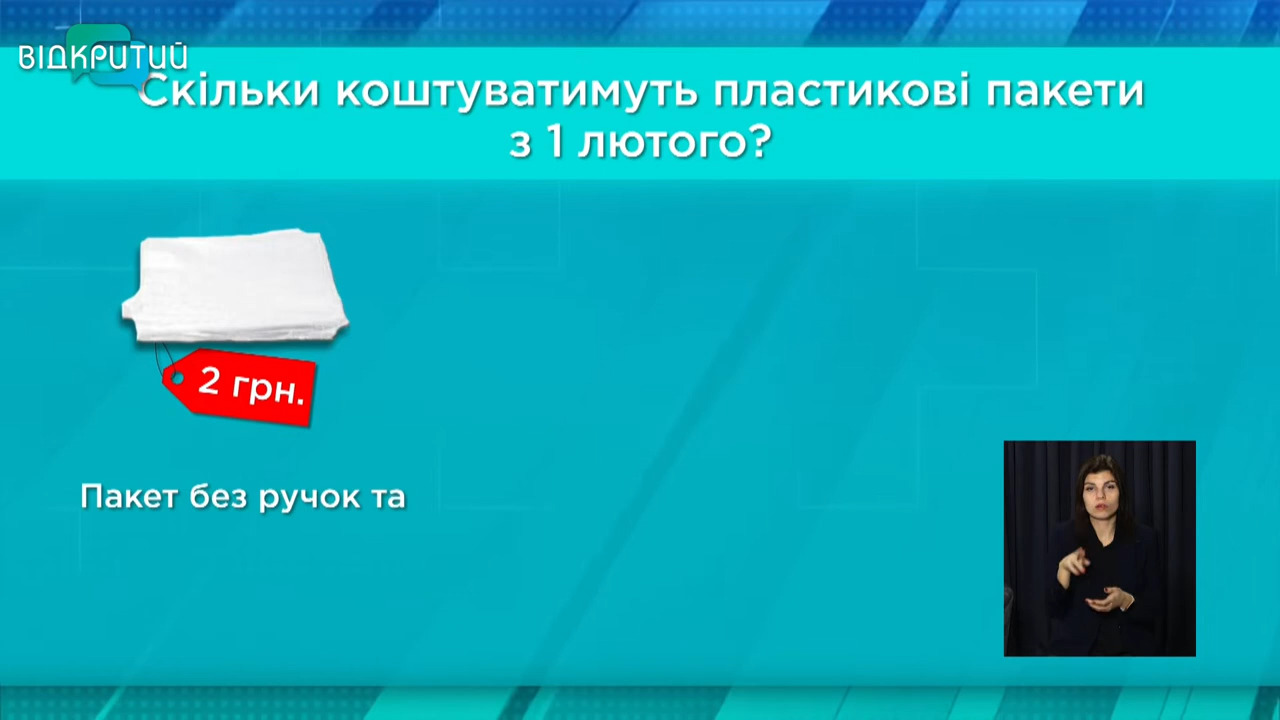 ВІДКРИТИЙ
Скільки коштуватимуть пластикові пакети
з 1 лютого?
2 грн.
Пакет без ручок та